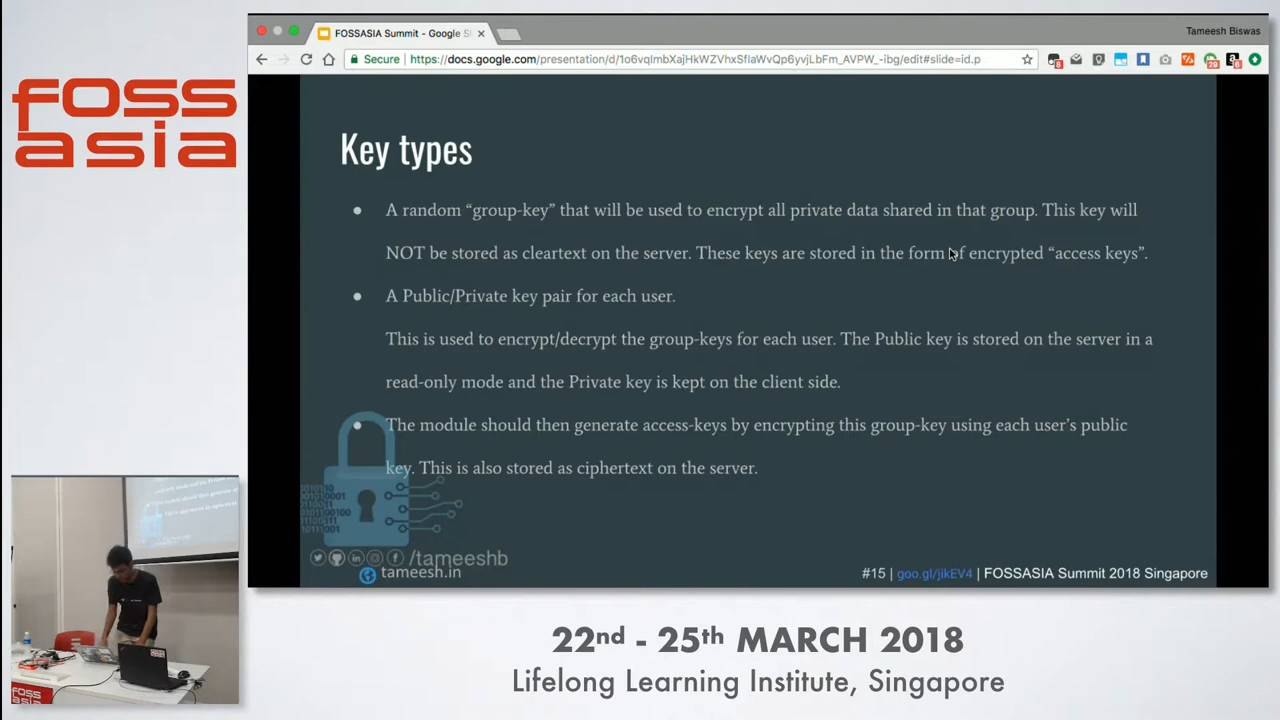 foss
asia
FOSSASIA Summit - Google Sl
Tameesh Biswas
Secure
https://docs.google.com/presentation/d/1o6vqImbXajHkWZVhxSflaWvQp6yvjLbFm_AVPW_-ibg/edit#slide=id.p
Key types
● A random “group-key” that will be used to encrypt all private data shared in that group. This key will
NOT be stored as cleartext on the server. These keys are stored in the form of encrypted “access keys”.
● A Public/Private key pair for each user.
This is used to encrypt/decrypt the group-keys for each user. The Public key is stored on the server in a
read-only mode and the Private key is kept on the client side.
● The module should then generate access-keys by encrypting this group-key using each user’s public
key. This is also stored as ciphertext on the server.
/tameeshb
tameesh.in
#15 | goo.gl/jikEV4 | FOSSASIA Summit 2018 Singapore
22nd - 25th MARCH 2018
Lifelong Learning Institute, Singapore
foss
asia